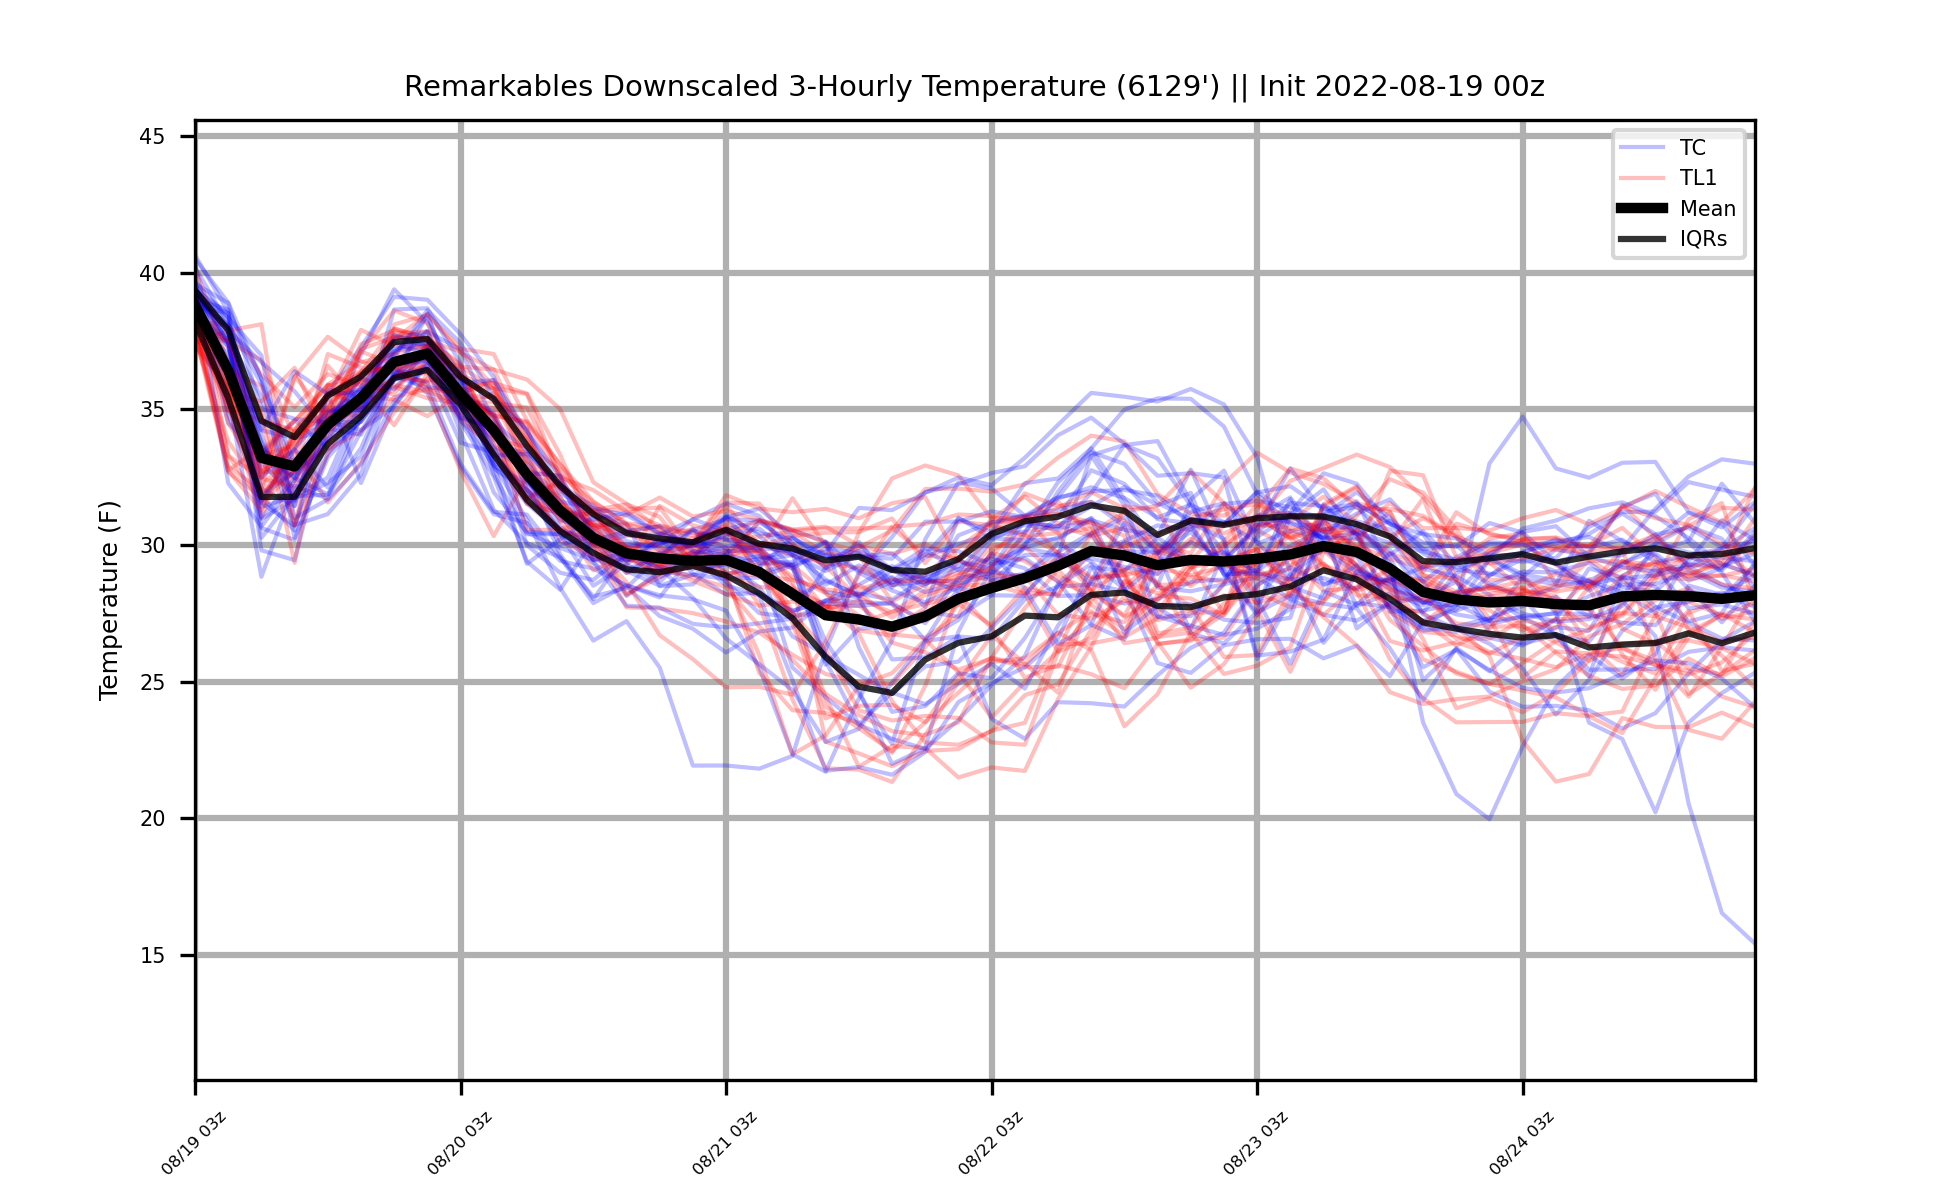 Remarkables Downscaled 3-Hourly Temperature (6129') || Init 2022-08-19 00z
TC
TL1
Mean
IQRs
Temperature (F)
45
40
35
30
25
20
15
08/19 03z
08/20 03z
08/21 03z
08/22 03z
08/23 03z
08/24 03z